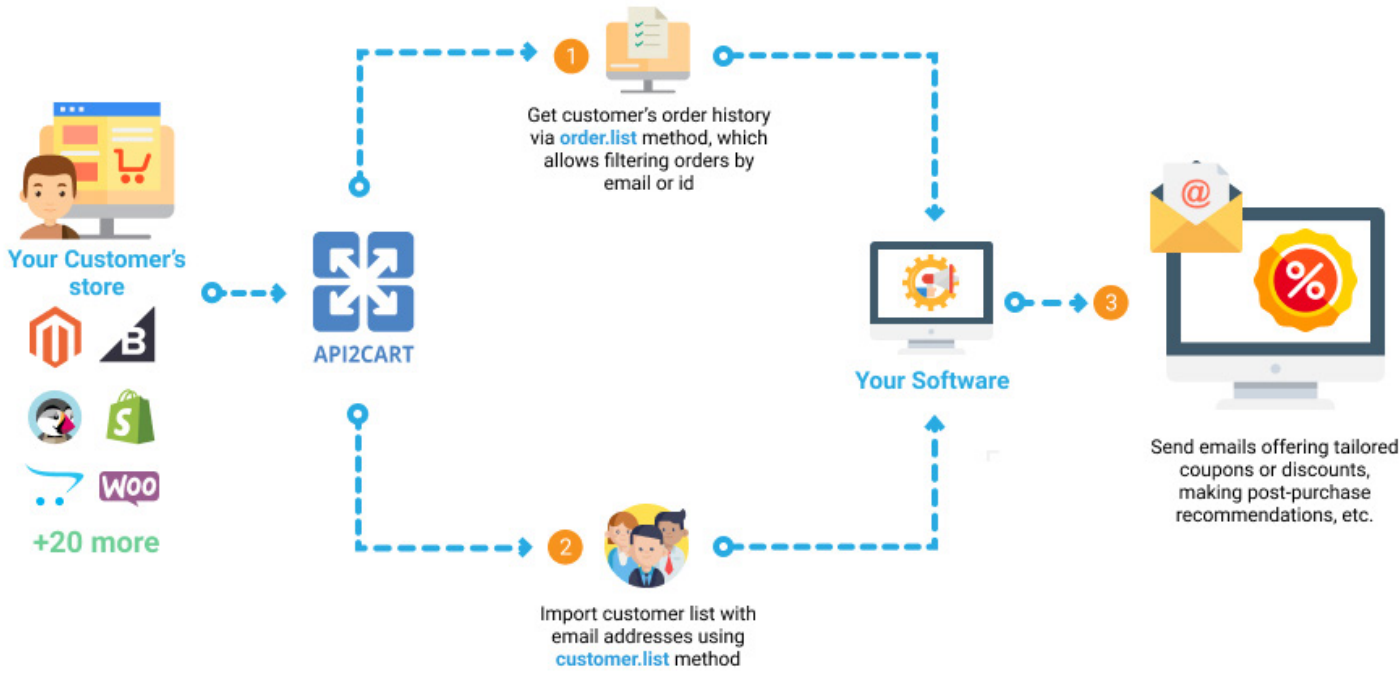 Your Customer's
store
B
S
WOO
+20 more
API2CART
1
Get customer's order history
via order.list method, which
allows filtering orders by
email or id
2
Import customer list with
email addresses using
customer.list method
Your Software
3
@
%
Send emails offering tailored
coupons or discounts,
making post-purchase
recommendations, etc.